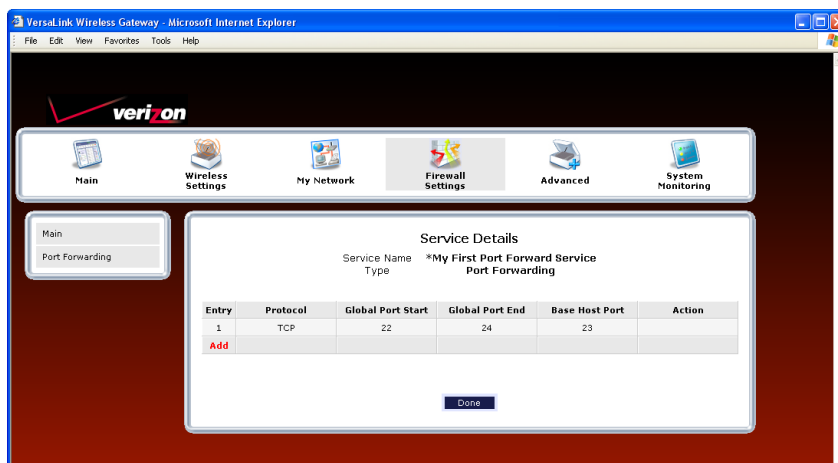 VersaLink Wireless Gateway - Microsoft Internet Explorer
File Edit View Favorites Tools Help
verizon
Main Wireless Settings My Network Firewall Settings Advanced System Monitoring
Main
Port Forwarding
Service Details
Service Name *My First Port Forward Service
Type Port Forwarding
Entry Protocol Global Port Start Global Port End Base Host Port Action
1 TCP 22 24 23
Add
Done